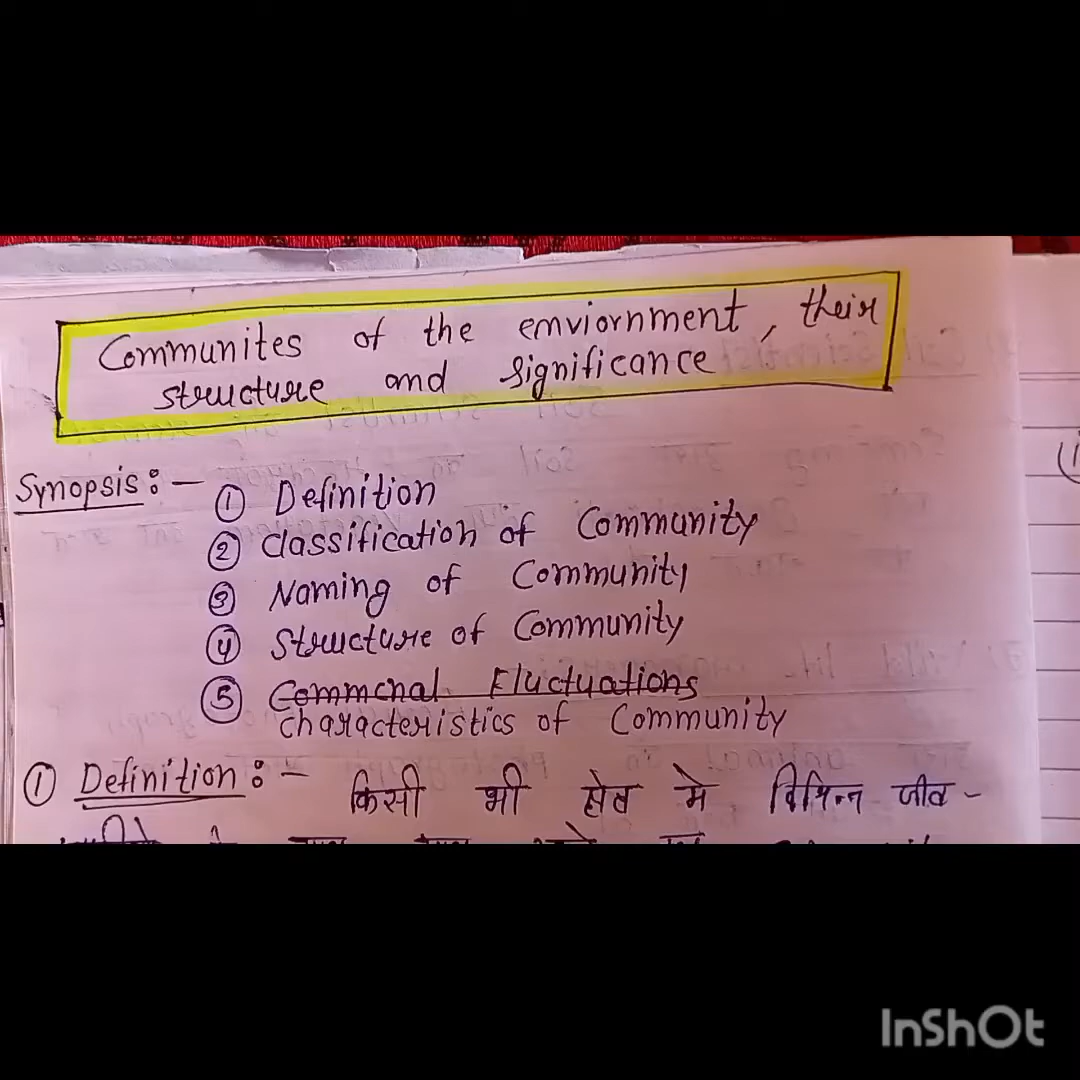 Communites of the enviornment, their
structure and significance
Synopsis :- ① Definition
② Classification of Community
③ Naming of Community
④ Structure of Community
⑤ Commcnal Fluctuations
characteristics of Community
① Definition :- किसी भी क्षेत्र मे विभिन्न जीव -
InShOt